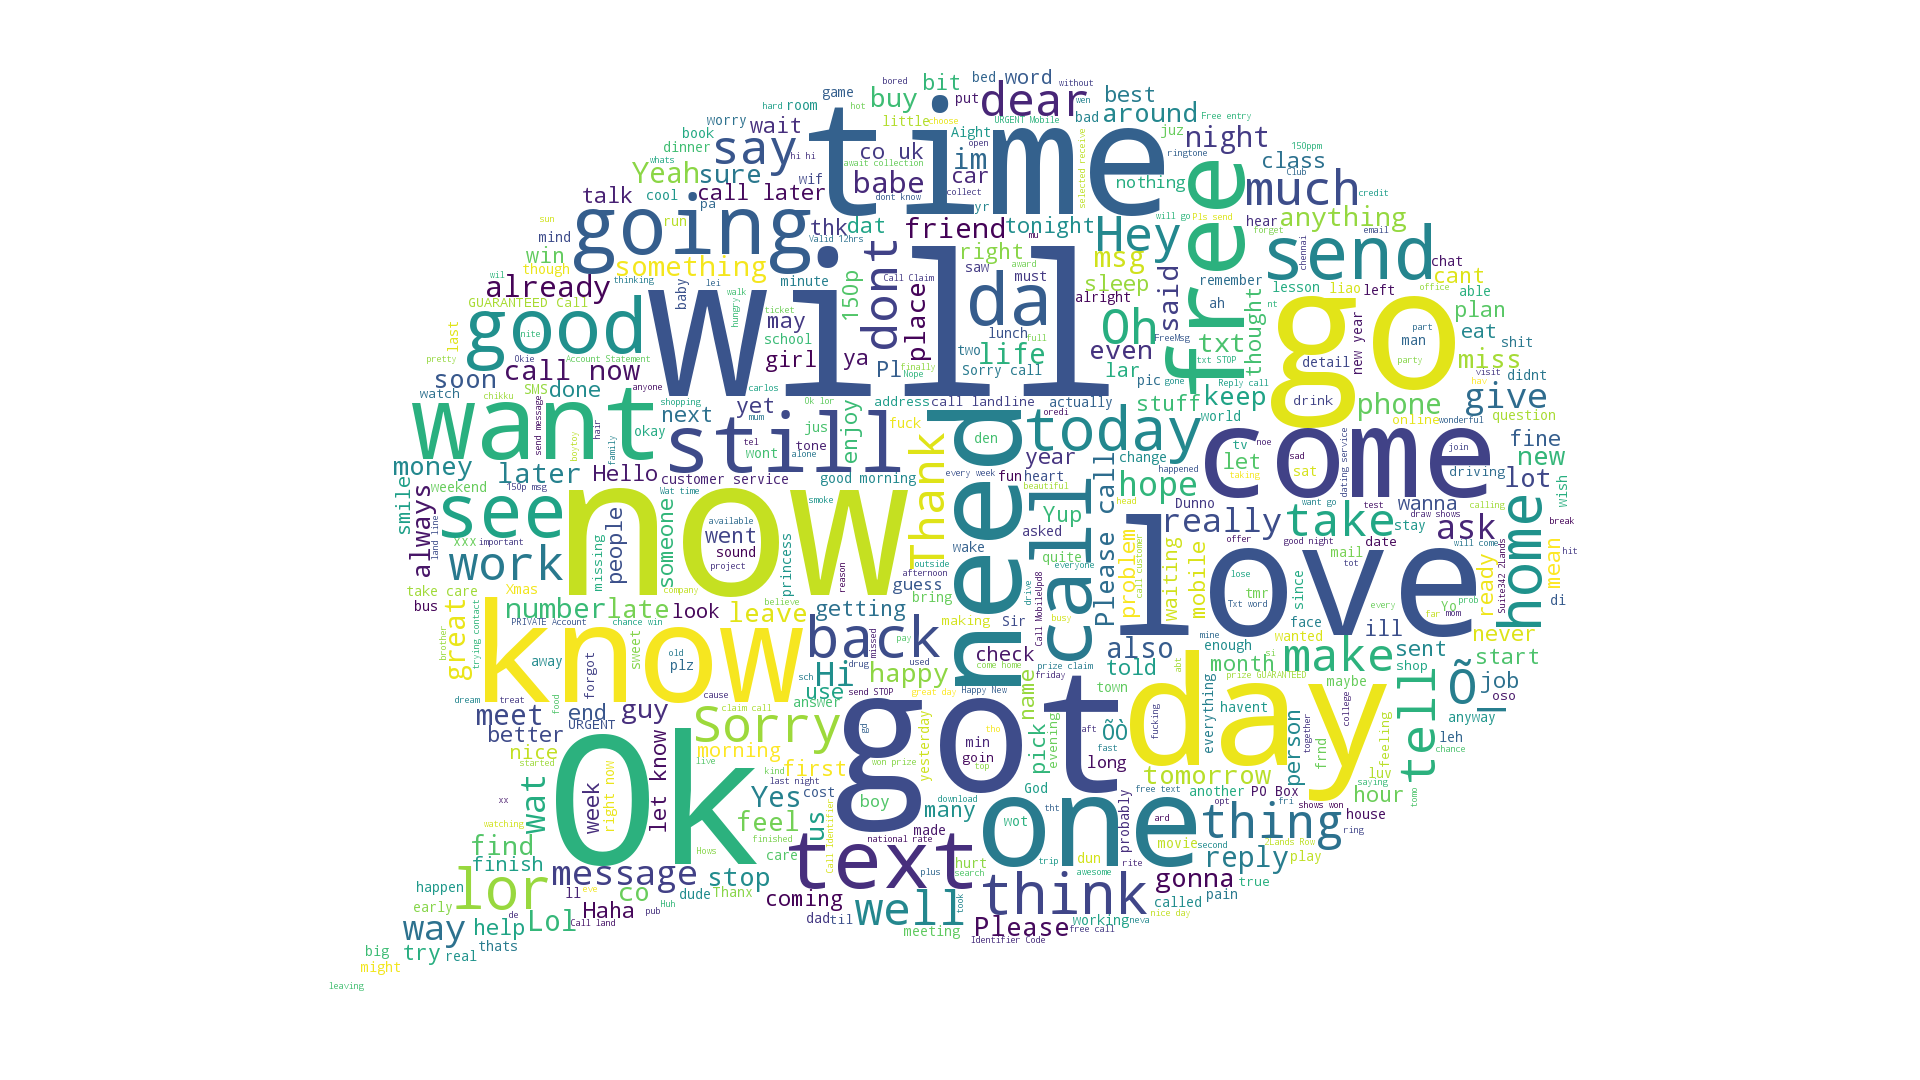 time
will
now
go
love
know
Ok
got
day
come
need
call
one
free
want
still
good
going
see
text
today
send
back
think
home
dear
say
much
da
dont
Hey
Oh
Thank
take
make
thing
Sorry
lor
well
work
tell
hope
really
give
ask
night
im
babe
friend
msg
said
life
place
already
something
call now
soon
done
later
money
always
people
someone
number
late
great
look
leave
meet
guy
Hi
happy
feel
Yes
us
wat
find
message
way
try
help
Lol
co
Haha
stop
coming
many
pick
name
also
told
problem
waiting
mobile
Please call
month
tomorrow
reply
gonna
person
hour
job
Õ_
ÕÒ
sent
start
never
ill
ready
mean
new
fine
lot
wanna
phone
miss
plan
cant
anything
class
around
best
word
bit
buy
wait
Yeah
sure
call later
talk
win
thk
dat
co uk
car
tonight
right
sleep
150p
may
girl
ya
Pl
even
lar
txt
thought
keep
stuff
let
year
Yup
next
yet
enjoy
Hello
smile
end
better
nice
morning
first
let know
week
use
check
getting
Please
long
finish
bed
put
bad
game
room
little
Aight
book
dinner
worry
cool
wif
pa
run
mind
though
minute
baby
school
saw
must
lunch
two
Sorry call
alright
nothing
juz
hear
remember
ah
lesson
liao
left
chat
able
eat
shit
man
detail
new year
drink
didnt
question
online
driving
sat
tv
world
pic
actually
call landline
address
fuck
jus
tone
wont
okay
customer service
good morning
fun
heart
change
den
asked
quite
wake
weekend
watch
SMS
GUARANTEED Call
last
xxx
missing
went
sound
princess
guess
bring
making
Sir
Xmas
take care
bus
sweet
away
forgot
plz
URGENT
right now
answer
cost
boy
care
made
yesterday
min
goin
God
evening
town
another
PO Box
probably
wot
movie
dun
hurt
play
true
called
pain
working
meeting
dad
til
Thanx
dude
ll
happen
early
thats
real
big
might
leaving
house
luv
frnd
feeling
everything
havent
maybe
shop
oso
anyway
leh
di
wish
stay
mail
date
since
tmr
face
wanted
enough
Yo
Dunno
bored
without
wen
hard
hot
choose
URGENT Mobile
Free entry
150ppm
ringtone
Club
credit
email
office
chennai
forget
Pls send
will go
selected receive
open
await collection
collect
dont know
hi hi
whats
yr
sun
Valid 12hrs
Call Claim
award
mu
thinking
lei
walk
hungry
ticket
wil
nite
pretty
Okie
Account Statement
anyone
carlos
Nope
finally
full
FreeMsg
txt STOP
Reply call
gone
nt
part
party
visit
hav
wonderful
join
noe
sad
taking
dating service
calling
test
want go
draw shows
good night
will come
break
hit
Suite342 2Lands
tot
every
prob
mom
far
offer
lose
Txt word
mine
si
abt
prize GUARANTEED
prize claim
call customer
everyone
busy
drive
Call MobileUpd8
friday
come home
Happy New
great day
head
beautiful
happened
every week
oredi
shopping
Ok lor
mum
tel
alone
smoke
Wat time
family
hair
boytoy
send message
chikku
150p msg
land line
important
available
project
reason
outside
afternoon
company
believe
PRIVATE Account
chance win
trying contact
brother
old
missed
pay
drug
used
sch
send STOP
cause
claim call
dream
treat
food
started
live
kind
last night
won prize
gd
tho
top
aft
fast
fucking
together
college
chance
saying
tomo
shows won
ring
fri
opt
free text
download
tht
ard
national rate
Call Identifier
finished
Hows
xx
watching
Huh
eve
pub
de
Call land
plus
search
took
trip
awesome
rite
second
2Lands Row
nice day
neva
free call
Identifier Code